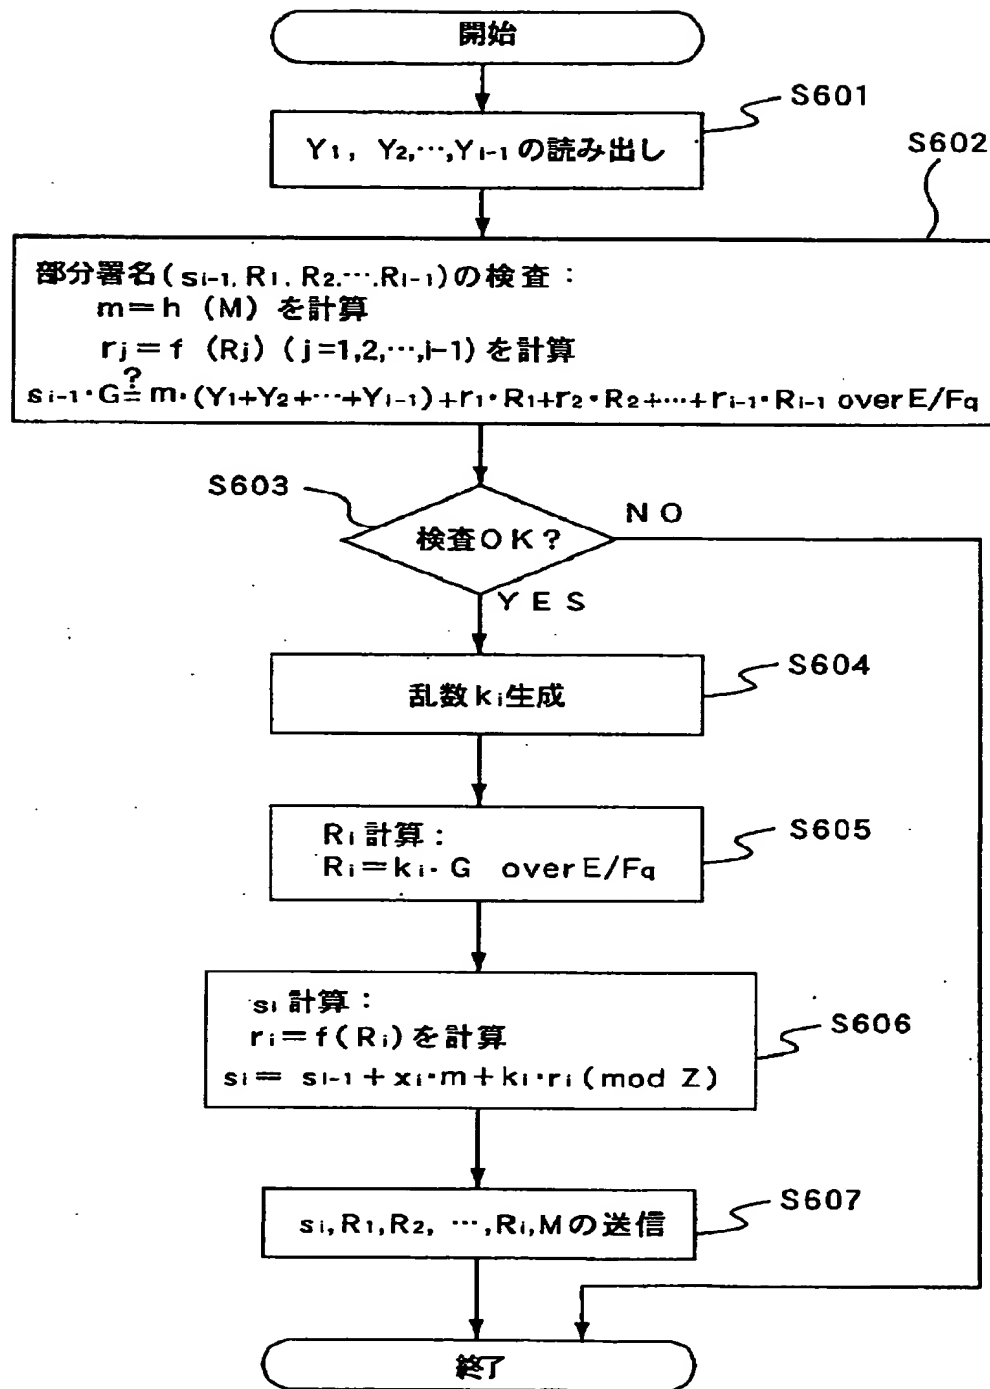 開始
S601
Y1, Y2,…,Yi-1の読み出し
S602
部分署名(si-1, R1, R2,…,Ri-1)の検査:
m=h (M) を計算
rj=f (Rj) (j=1,2,…,i-1) を計算
si-1・G≟m・(Y1+Y2+…+Yi-1)+r1・R1+r2・R2+…+ri-1・Ri-1 over E/Fq
S603
検査OK?
NO
YES
S604
乱数ki生成
S605
Ri計算:
Ri=ki・G over E/Fq
S606
si計算:
ri=f(Ri)を計算
si= si-1+xi・m+ki・ri(mod Z)
S607
si,R1,R2, …,Ri,Mの送信
終了